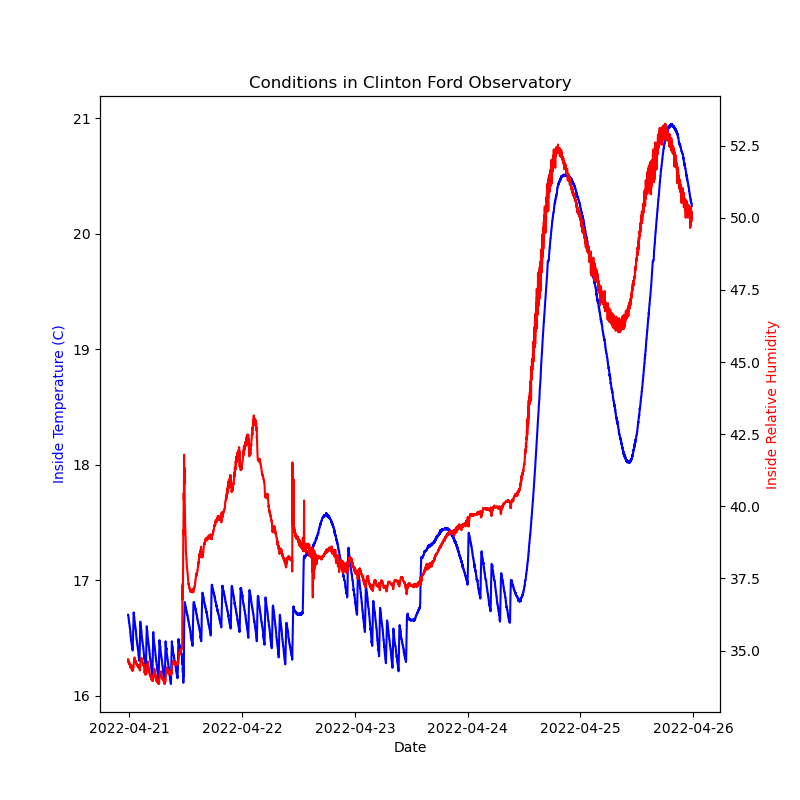 Conditions in Clinton Ford Observatory
Inside Temperature (C)
21
20
19
18
17
16
52.5
50.0
47.5
45.0
42.5
40.0
37.5
35.0
Inside Relative Humidity
2022-04-21 2022-04-22 2022-04-23 2022-04-24 2022-04-25 2022-04-26
Date